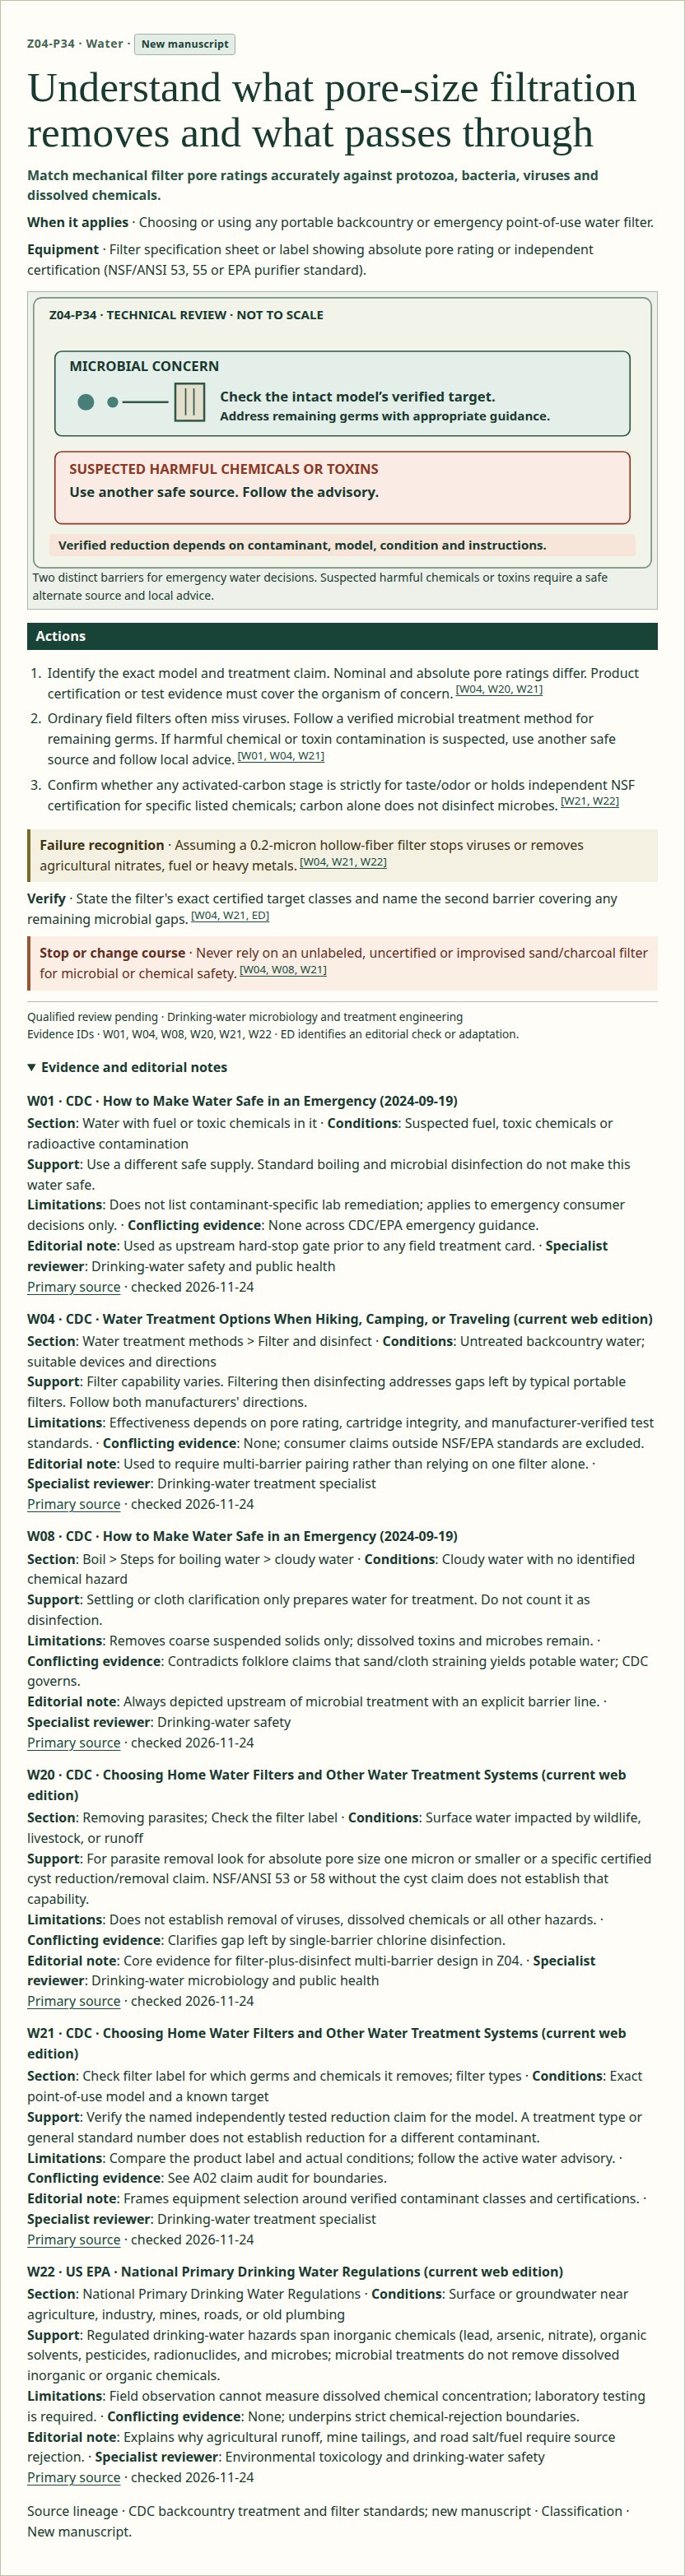 Z04-P34 · Water · New manuscript
Understand what pore-size filtration
removes and what passes through
Match mechanical filter pore ratings accurately against protozoa, bacteria, viruses and
dissolved chemicals.
When it applies · Choosing or using any portable backcountry or emergency point-of-use water filter.
Equipment · Filter specification sheet or label showing absolute pore rating or independent
certification (NSF/ANSI 53, 55 or EPA purifier standard).
Z04-P34 · TECHNICAL REVIEW · NOT TO SCALE
MICROBIAL CONCERN
Check the intact model’s verified target.
Address remaining germs with appropriate guidance.
SUSPECTED HARMFUL CHEMICALS OR TOXINS
Use another safe source. Follow the advisory.
Verified reduction depends on contaminant, model, condition and instructions.
Two distinct barriers for emergency water decisions. Suspected harmful chemicals or toxins require a safe
alternate source and local advice.
Actions
1. Identify the exact model and treatment claim. Nominal and absolute pore ratings differ. Product
certification or test evidence must cover the organism of concern. [W04, W20, W21]
2. Ordinary field filters often miss viruses. Follow a verified microbial treatment method for
remaining germs. If harmful chemical or toxin contamination is suspected, use another safe
source and follow local advice. [W01, W04, W21]
3. Confirm whether any activated-carbon stage is strictly for taste/odor or holds independent NSF
certification for specific listed chemicals; carbon alone does not disinfect microbes. [W21, W22]
Failure recognition · Assuming a 0.2-micron hollow-fiber filter stops viruses or removes
agricultural nitrates, fuel or heavy metals. [W04, W21, W22]
Verify · State the filter's exact certified target classes and name the second barrier covering any
remaining microbial gaps. [W04, W21, ED]
Stop or change course · Never rely on an unlabeled, uncertified or improvised sand/charcoal filter
for microbial or chemical safety. [W04, W08, W21]
Qualified review pending · Drinking-water microbiology and treatment engineering
Evidence IDs · W01, W04, W08, W20, W21, W22 · ED identifies an editorial check or adaptation.
▼ Evidence and editorial notes
W01 · CDC · How to Make Water Safe in an Emergency (2024-09-19)
Section: Water with fuel or toxic chemicals in it · Conditions: Suspected fuel, toxic chemicals or
radioactive contamination
Support: Use a different safe supply. Standard boiling and microbial disinfection do not make this
water safe.
Limitations: Does not list contaminant-specific lab remediation; applies to emergency consumer
decisions only. · Conflicting evidence: None across CDC/EPA emergency guidance.
Editorial note: Used as upstream hard-stop gate prior to any field treatment card. · Specialist
reviewer: Drinking-water safety and public health
Primary source · checked 2026-11-24
W04 · CDC · Water Treatment Options When Hiking, Camping, or Traveling (current web edition)
Section: Water treatment methods > Filter and disinfect · Conditions: Untreated backcountry water;
suitable devices and directions
Support: Filter capability varies. Filtering then disinfecting addresses gaps left by typical portable
filters. Follow both manufacturers' directions.
Limitations: Effectiveness depends on pore rating, cartridge integrity, and manufacturer-verified test
standards. · Conflicting evidence: None; consumer claims outside NSF/EPA standards are excluded.
Editorial note: Used to require multi-barrier pairing rather than relying on one filter alone. ·
Specialist reviewer: Drinking-water treatment specialist
Primary source · checked 2026-11-24
W08 · CDC · How to Make Water Safe in an Emergency (2024-09-19)
Section: Boil > Steps for boiling water > cloudy water · Conditions: Cloudy water with no identified
chemical hazard
Support: Settling or cloth clarification only prepares water for treatment. Do not count it as
disinfection.
Limitations: Removes coarse suspended solids only; dissolved toxins and microbes remain. ·
Conflicting evidence: Contradicts folklore claims that sand/cloth straining yields potable water; CDC
governs.
Editorial note: Always depicted upstream of microbial treatment with an explicit barrier line. ·
Specialist reviewer: Drinking-water safety
Primary source · checked 2026-11-24
W20 · CDC · Choosing Home Water Filters and Other Water Treatment Systems (current web
edition)
Section: Removing parasites; Check the filter label · Conditions: Surface water impacted by wildlife,
livestock, or runoff
Support: For parasite removal look for absolute pore size one micron or smaller or a specific certified
cyst reduction/removal claim. NSF/ANSI 53 or 58 without the cyst claim does not establish that
capability.
Limitations: Does not establish removal of viruses, dissolved chemicals or all other hazards. ·
Conflicting evidence: Clarifies gap left by single-barrier chlorine disinfection.
Editorial note: Core evidence for filter-plus-disinfect multi-barrier design in Z04. · Specialist
reviewer: Drinking-water microbiology and public health
Primary source · checked 2026-11-24
W21 · CDC · Choosing Home Water Filters and Other Water Treatment Systems (current web
edition)
Section: Check filter label for which germs and chemicals it removes; filter types · Conditions: Exact
point-of-use model and a known target
Support: Verify the named independently tested reduction claim for the model. A treatment type or
general standard number does not establish reduction for a different contaminant.
Limitations: Compare the product label and actual conditions; follow the active water advisory. ·
Conflicting evidence: See A02 claim audit for boundaries.
Editorial note: Frames equipment selection around verified contaminant classes and certifications. ·
Specialist reviewer: Drinking-water treatment specialist
Primary source · checked 2026-11-24
W22 · US EPA · National Primary Drinking Water Regulations (current web edition)
Section: National Primary Drinking Water Regulations · Conditions: Surface or groundwater near
agriculture, industry, mines, roads, or old plumbing
Support: Regulated drinking-water hazards span inorganic chemicals (lead, arsenic, nitrate), organic
solvents, pesticides, radionuclides, and microbes; microbial treatments do not remove dissolved
inorganic or organic chemicals.
Limitations: Field observation cannot measure dissolved chemical concentration; laboratory testing
is required. · Conflicting evidence: None; underpins strict chemical-rejection boundaries.
Editorial note: Explains why agricultural runoff, mine tailings, and road salt/fuel require source
rejection. · Specialist reviewer: Environmental toxicology and drinking-water safety
Primary source · checked 2026-11-24
Source lineage · CDC backcountry treatment and filter standards; new manuscript · Classification ·
New manuscript.